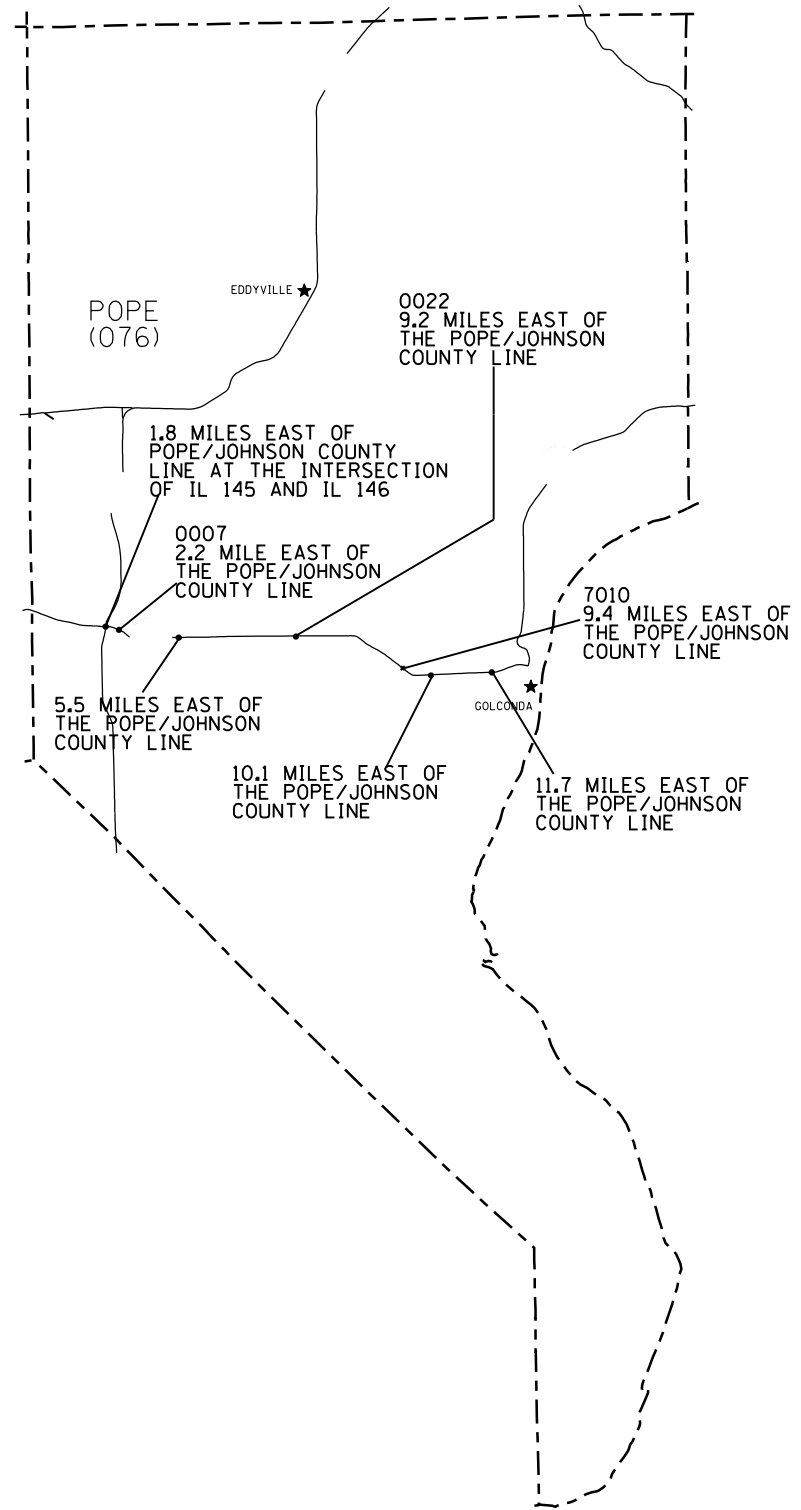 EDDYVILLE
POPE
(076)
0022
9.2 MILES EAST OF
THE POPE/JOHNSON
COUNTY LINE
1.8 MILES EAST OF
POPE/JOHNSON COUNTY
LINE AT THE INTERSECTION
OF IL 145 AND IL 146
0007
2.2 MILE EAST OF
THE POPE/JOHNSON
COUNTY LINE
7010
9.4 MILES EAST OF
THE POPE/JOHNSON
COUNTY LINE
5.5 MILES EAST OF
THE POPE/JOHNSON
COUNTY LINE
GOLCONDA
10.1 MILES EAST OF
THE POPE/JOHNSON
COUNTY LINE
11.7 MILES EAST OF
THE POPE/JOHNSON
COUNTY LINE